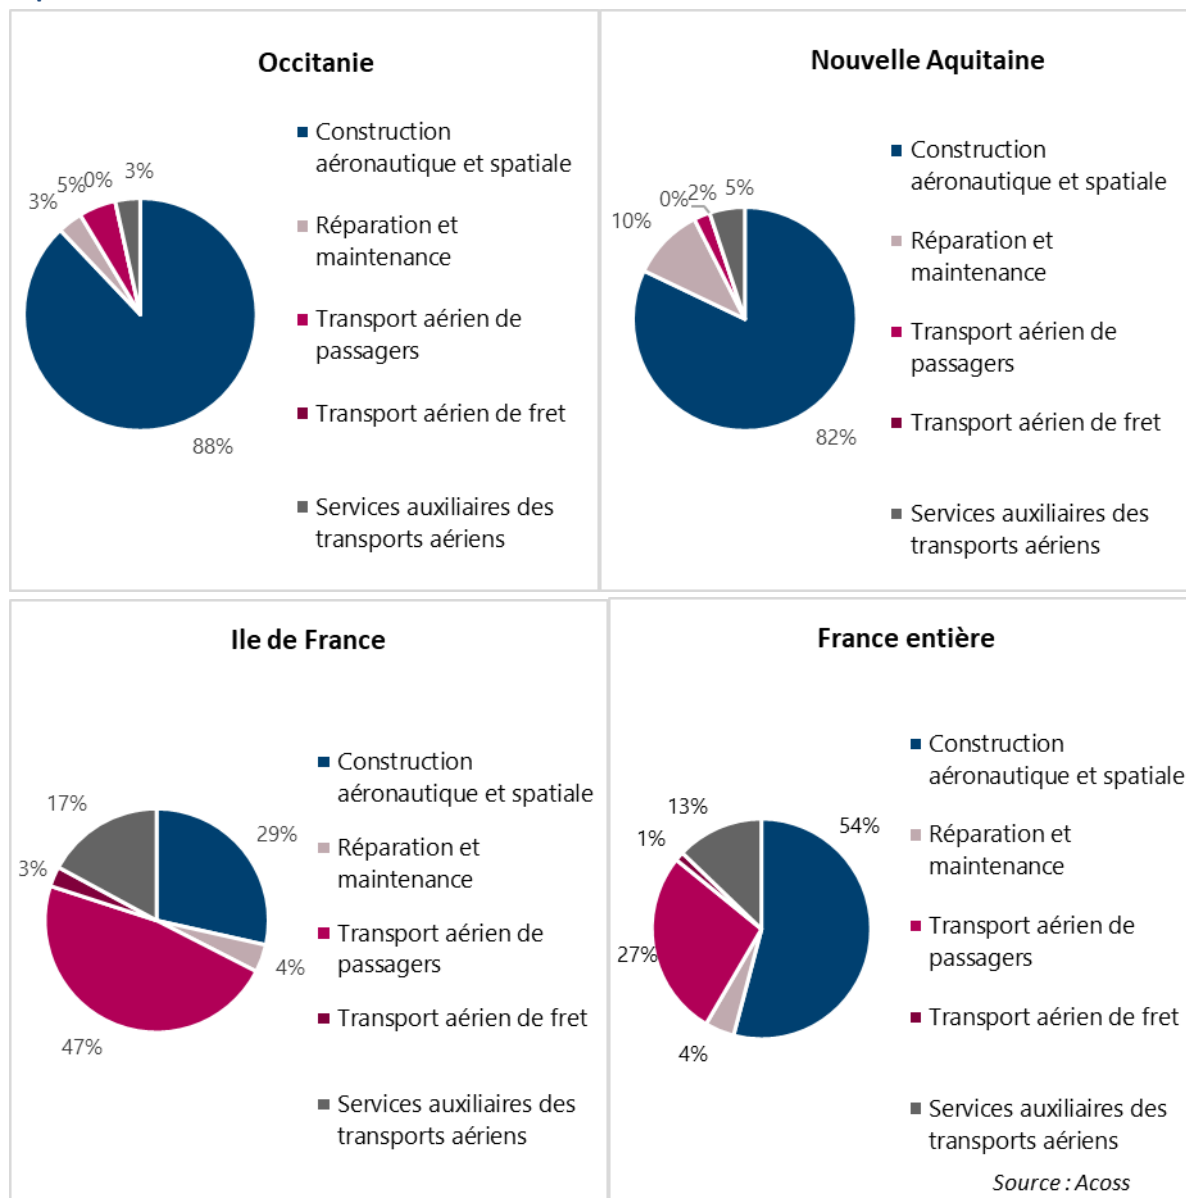 Occitanie
Construction
aéronautique et spatiale
Réparation et
maintenance
Transport aérien de
passagers
Transport aérien de fret
Services auxiliaires des
transports aériens
3%
5%
0%
3%
88%
Nouvelle Aquitaine
Construction
aéronautique et spatiale
Réparation et
maintenance
Transport aérien de
passagers
Transport aérien de fret
Services auxiliaires des
transports aériens
10%
0%
2%
5%
82%
Ile de France
Construction
aéronautique et spatiale
Réparation et
maintenance
Transport aérien de
passagers
Transport aérien de fret
Services auxiliaires des
transports aériens
17%
29%
3%
4%
47%
France entière
Construction
aéronautique et spatiale
Réparation et
maintenance
Transport aérien de
passagers
Transport aérien de fret
Services auxiliaires des
transports aériens
13%
54%
1%
27%
4%
Source : Acoss